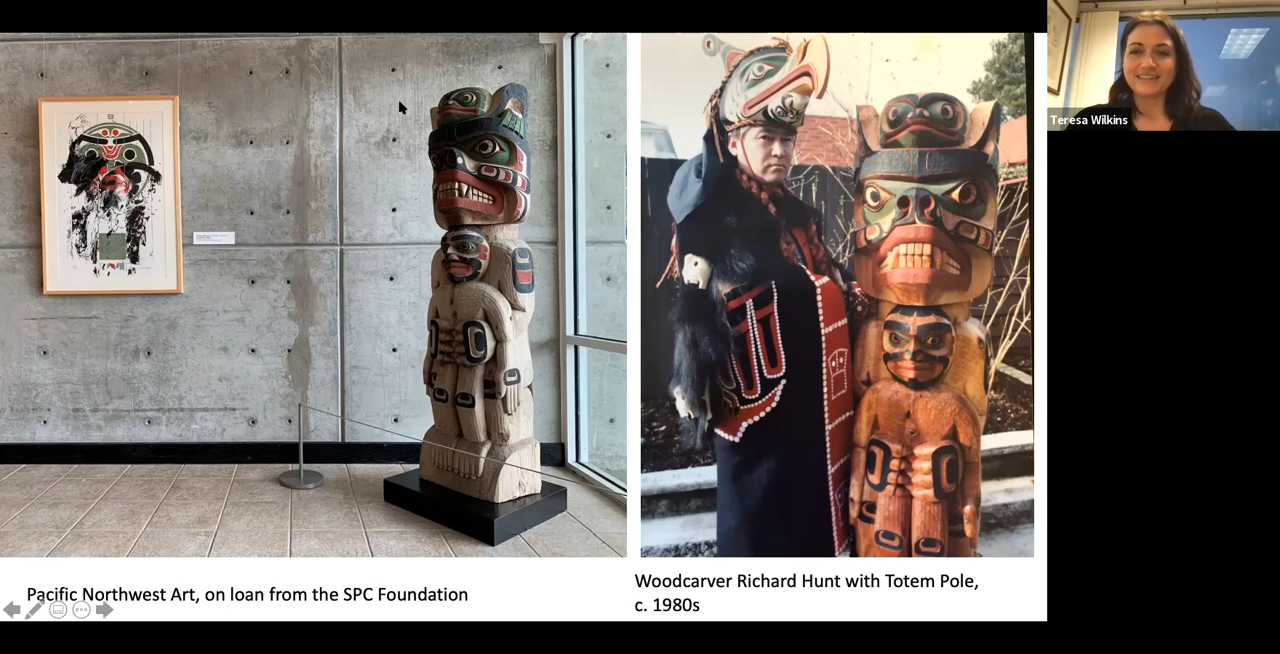 Teresa Wilkins
Pacific Northwest Art, on loan from the SPC Foundation
Woodcarver Richard Hunt with Totem Pole,
c. 1980s